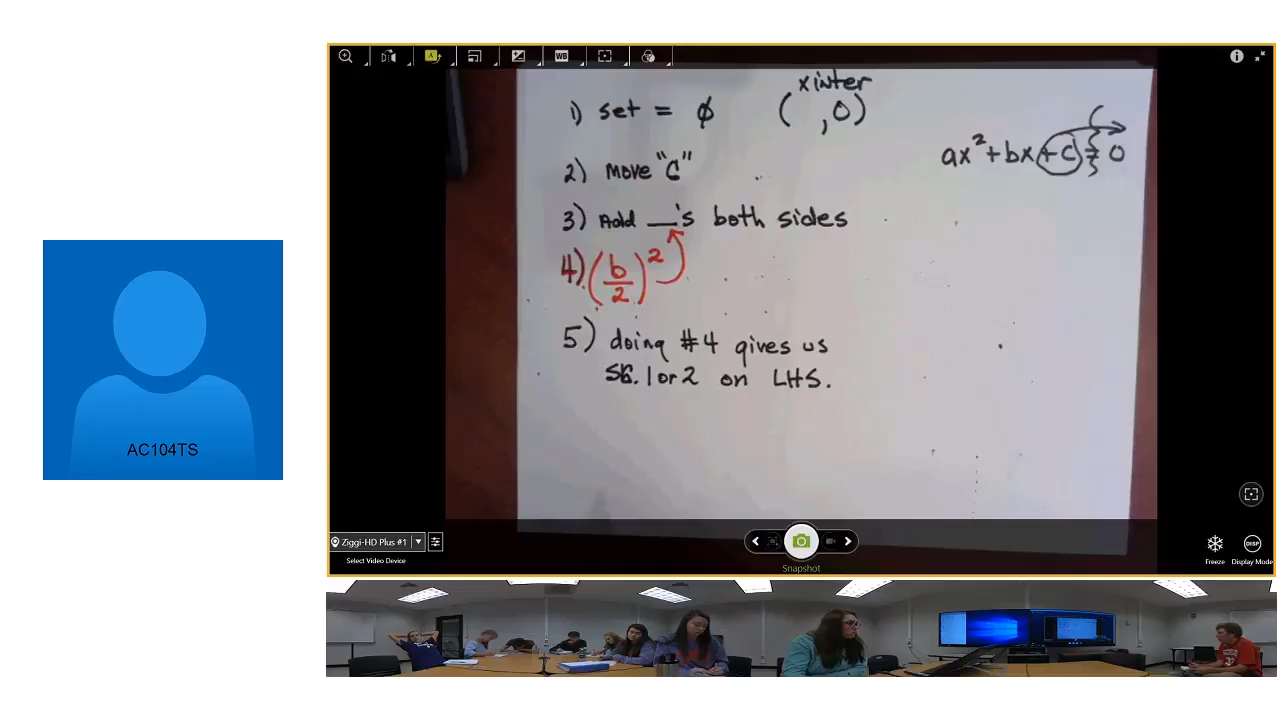 1) set = ∅ ( , 0)
x inter
ax² + bx + c = 0
2) Move "C"
3) Add __'s both sides
4) (b/2)²
5) doing #4 gives us
SC. 1 or 2 on LHS.
AC104TS
Ziggi-HD Plus #1
Select Video Device
Snapshot
Freeze
Display Mode
WB
DISP
A